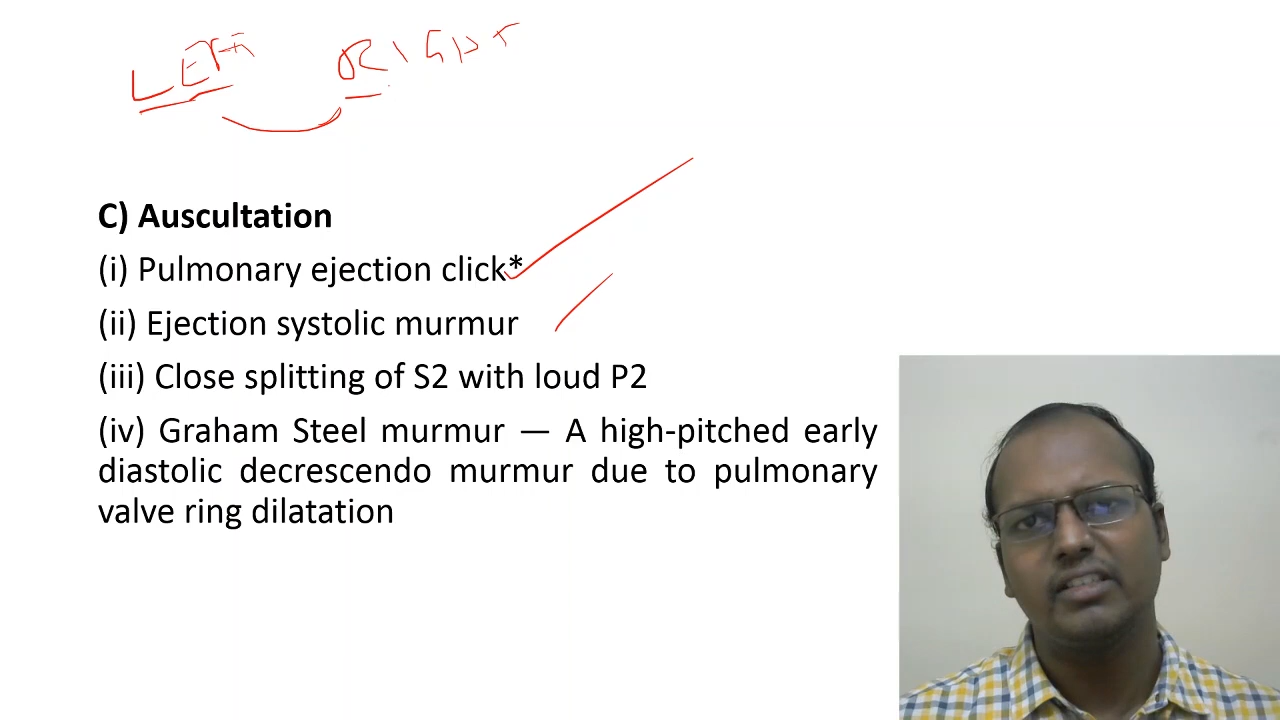 LEFT RIGHT
C) Auscultation
(i) Pulmonary ejection click*
(ii) Ejection systolic murmur
(iii) Close splitting of S2 with loud P2
(iv) Graham Steel murmur — A high-pitched early
diastolic decrescendo murmur due to pulmonary
valve ring dilatation